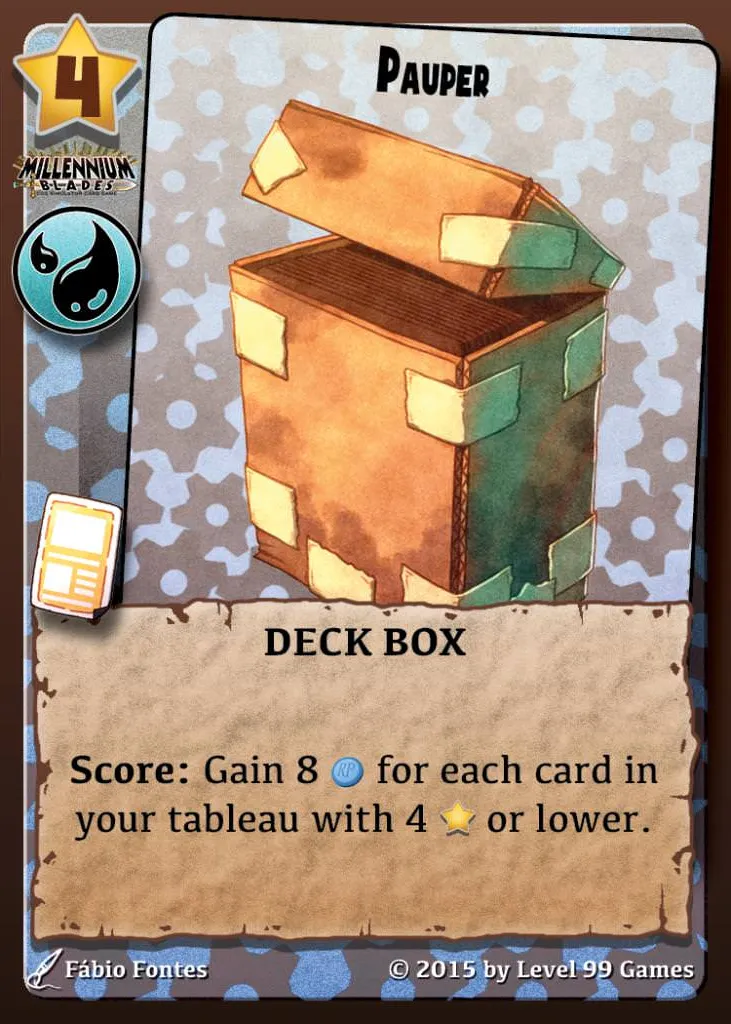 4
PAUPER
MILLENNIUM
BLADES
DECK BOX
Score: Gain 8 RP for each card in
your tableau with 4 or lower.
Fábio Fontes
© 2015 by Level 99 Games